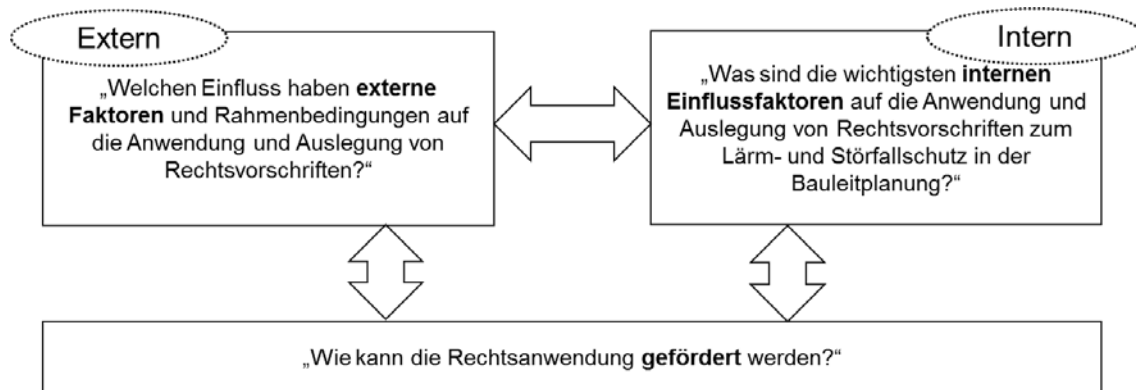 Extern
„Welchen Einfluss haben externe
Faktoren und Rahmenbedingungen auf
die Anwendung und Auslegung von
Rechtsvorschriften?“
Intern
„Was sind die wichtigsten internen
Einflussfaktoren auf die Anwendung und
Auslegung von Rechtsvorschriften zum
Lärm- und Störfallschutz in der
Bauleitplanung?“
„Wie kann die Rechtsanwendung gefördert werden?“